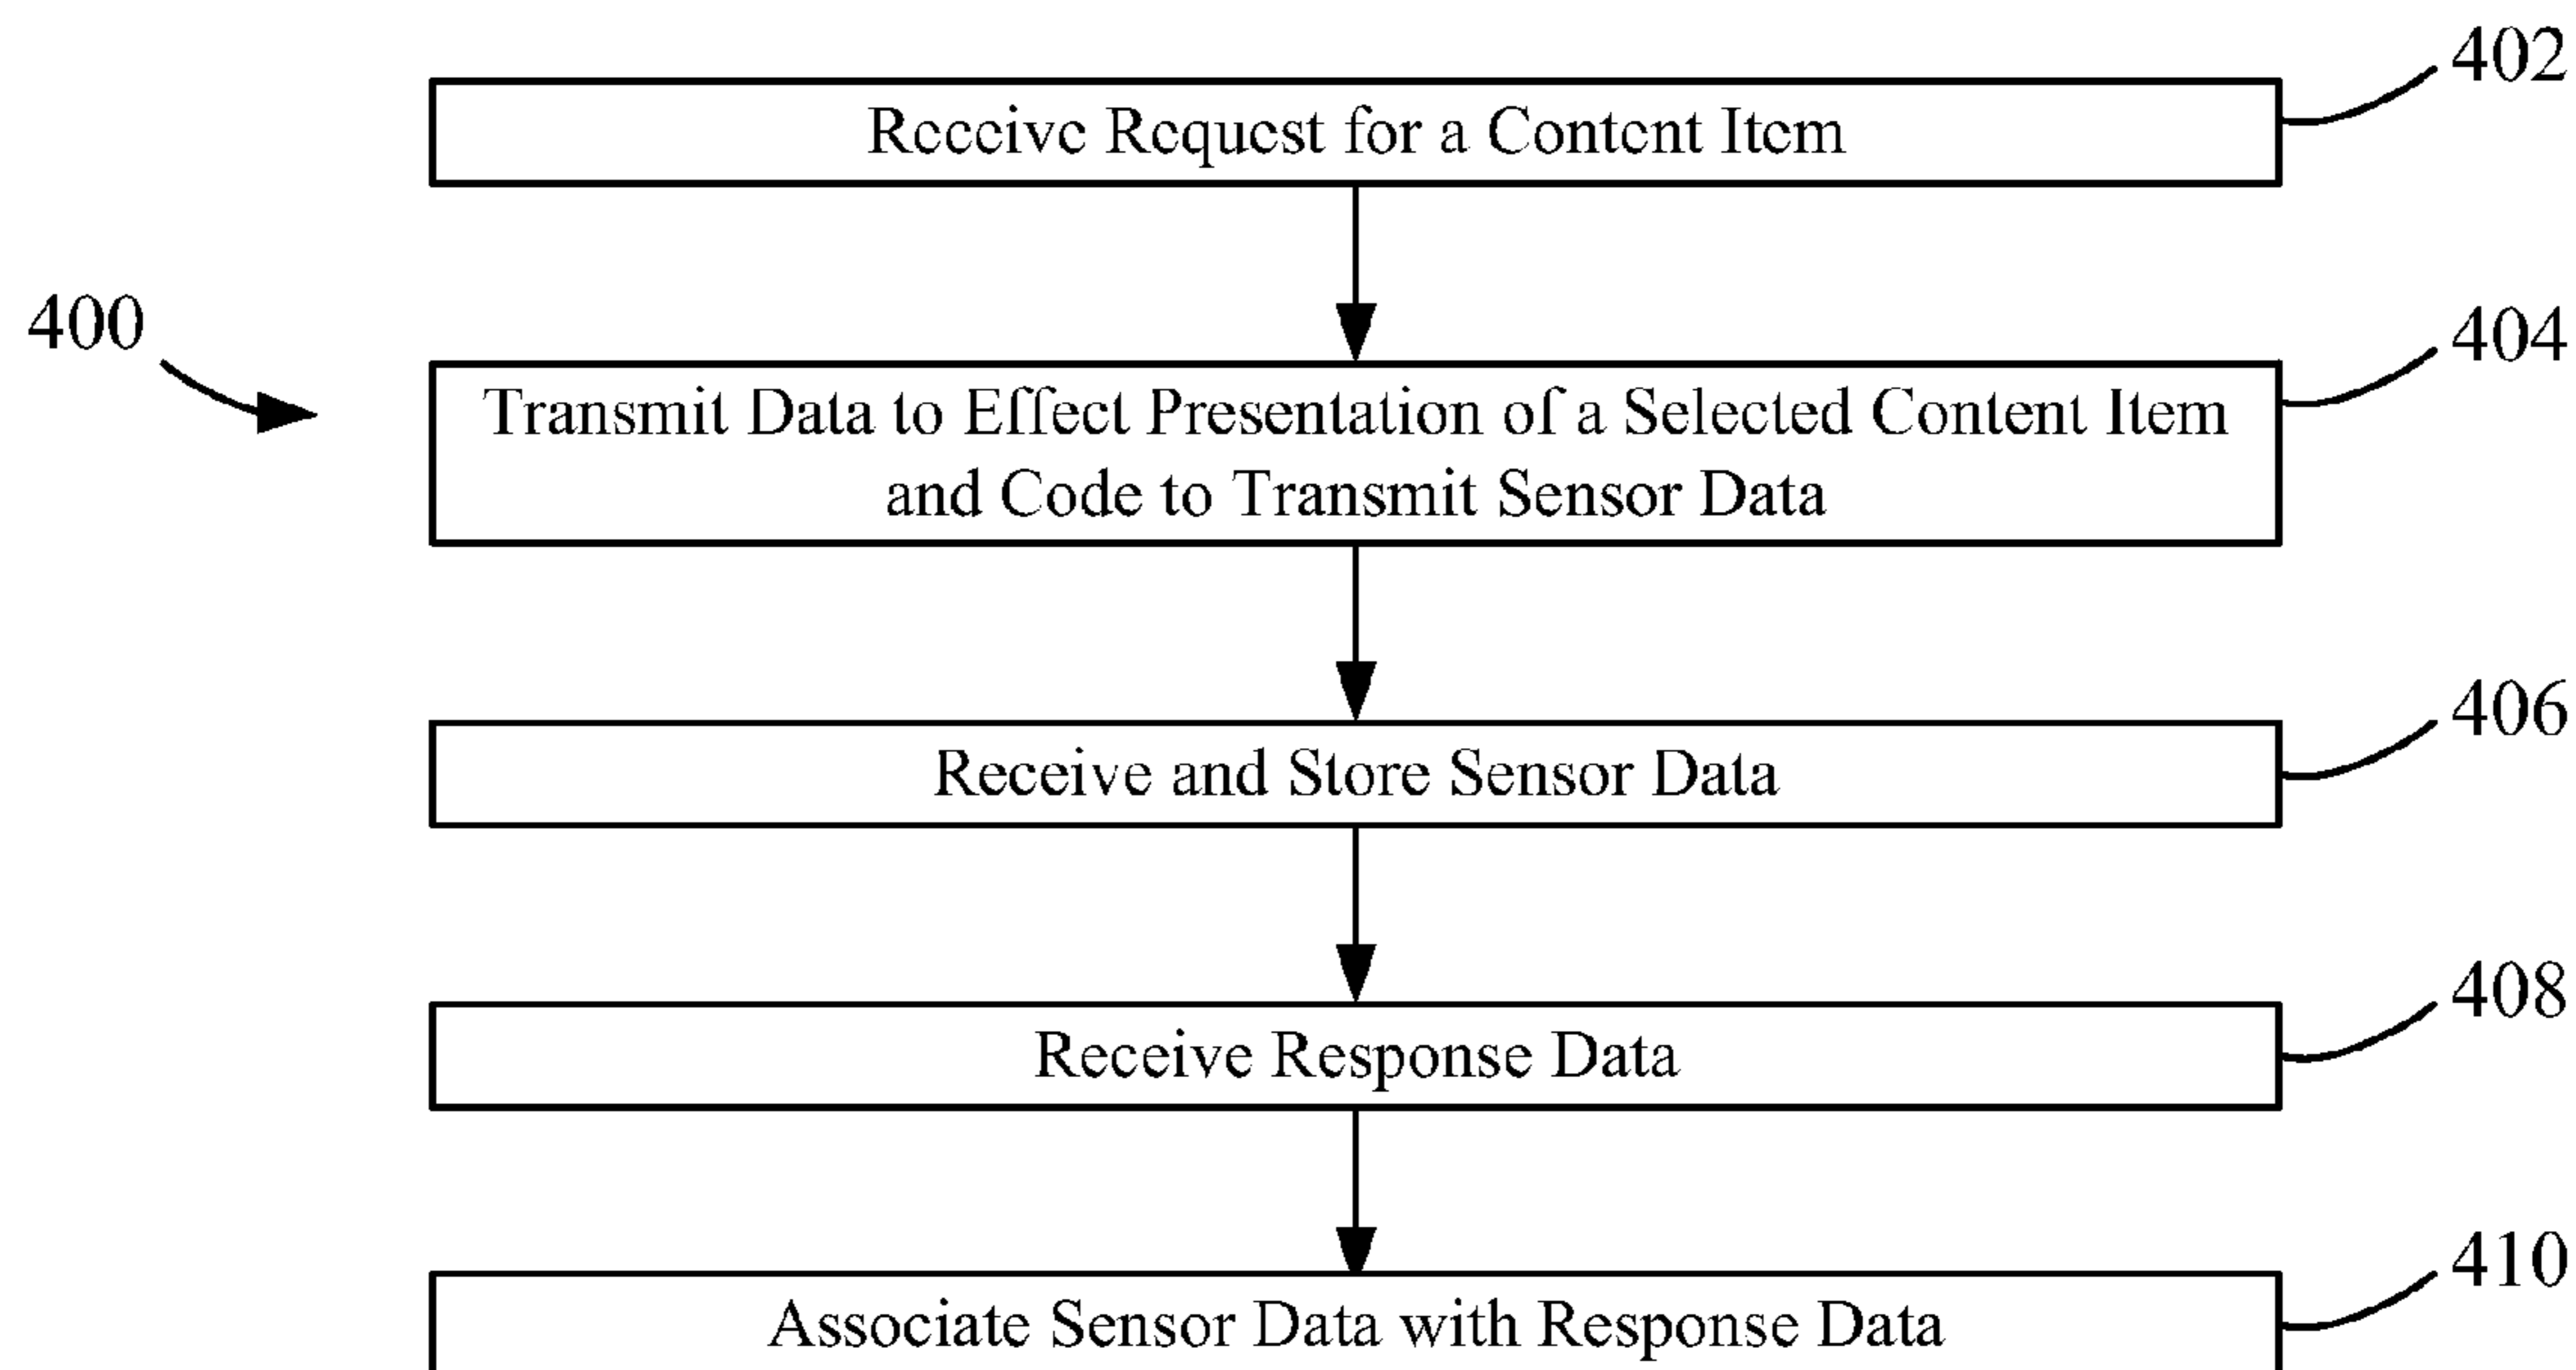 402
Receive Request for a Content Item
400
404
Transmit Data to Effect Presentation of a Selected Content Item
and Code to Transmit Sensor Data
406
Receive and Store Sensor Data
408
Receive Response Data
410
Associate Sensor Data with Response Data